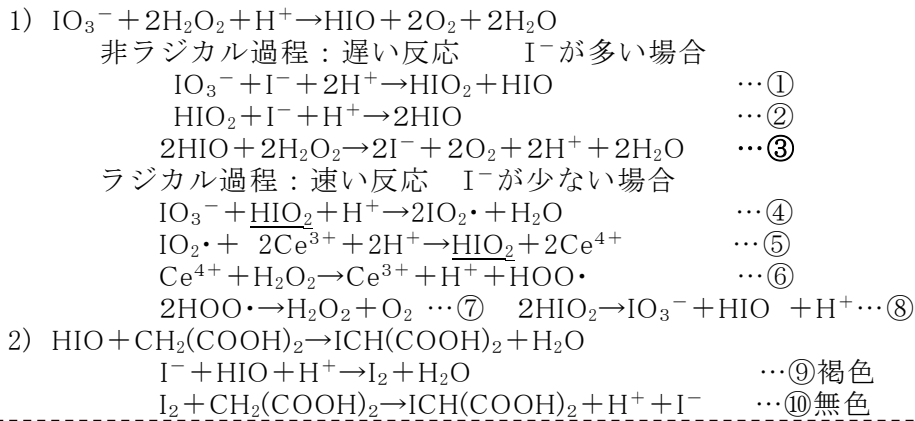 1) IO₃⁻+2H₂O₂+H⁺→HIO+2O₂+2H₂O
非ラジカル過程:遅い反応　I⁻が多い場合
IO₃⁻+I⁻+2H⁺→HIO₂+HIO …①
HIO₂+I⁻+H⁺→2HIO …②
2HIO+2H₂O₂→2I⁻+2O₂+2H⁺+2H₂O …③
ラジカル過程:速い反応　I⁻が少ない場合
IO₃⁻+HIO₂+H⁺→2IO₂・+H₂O …④
IO₂・+ 2Ce³⁺+2H⁺→HIO₂+2Ce⁴⁺ …⑤
Ce⁴⁺+H₂O₂→Ce³⁺+H⁺+HOO・ …⑥
2HOO・→H₂O₂+O₂ …⑦ 2HIO₂→IO₃⁻+HIO +H⁺…⑧
2) HIO+CH₂(COOH)₂→ICH(COOH)₂+H₂O
I⁻+HIO+H⁺→I₂+H₂O …⑨褐色
I₂+CH₂(COOH)₂→ICH(COOH)₂+H⁺+I⁻ …⑩無色